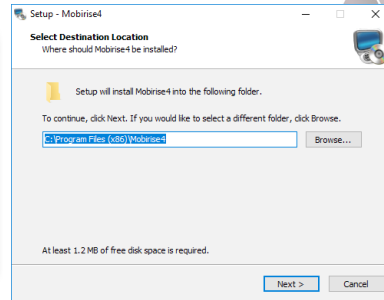 Setup - Mobirise4
Select Destination Location
Where should Mobirise4 be installed?
Setup will install Mobirise4 into the following folder.
To continue, click Next. If you would like to select a different folder, click Browse.
C:\Program Files (x86)\Mobirise4
Browse...
At least 1.2 MB of free disk space is required.
Next >
Cancel